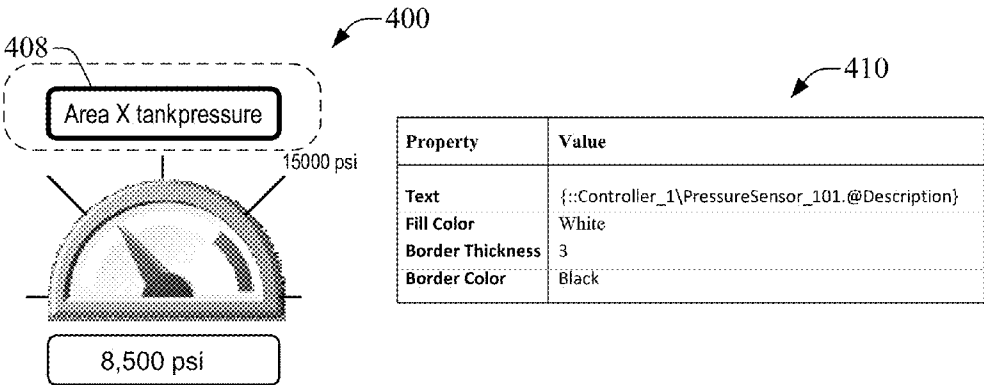 400
408
410
Area X tankpressure
15000 psi
Property Value
Text {::Controller_1\PressureSensor_101.@Description}
Fill Color White
Border Thickness 3
Border Color Black
8,500 psi